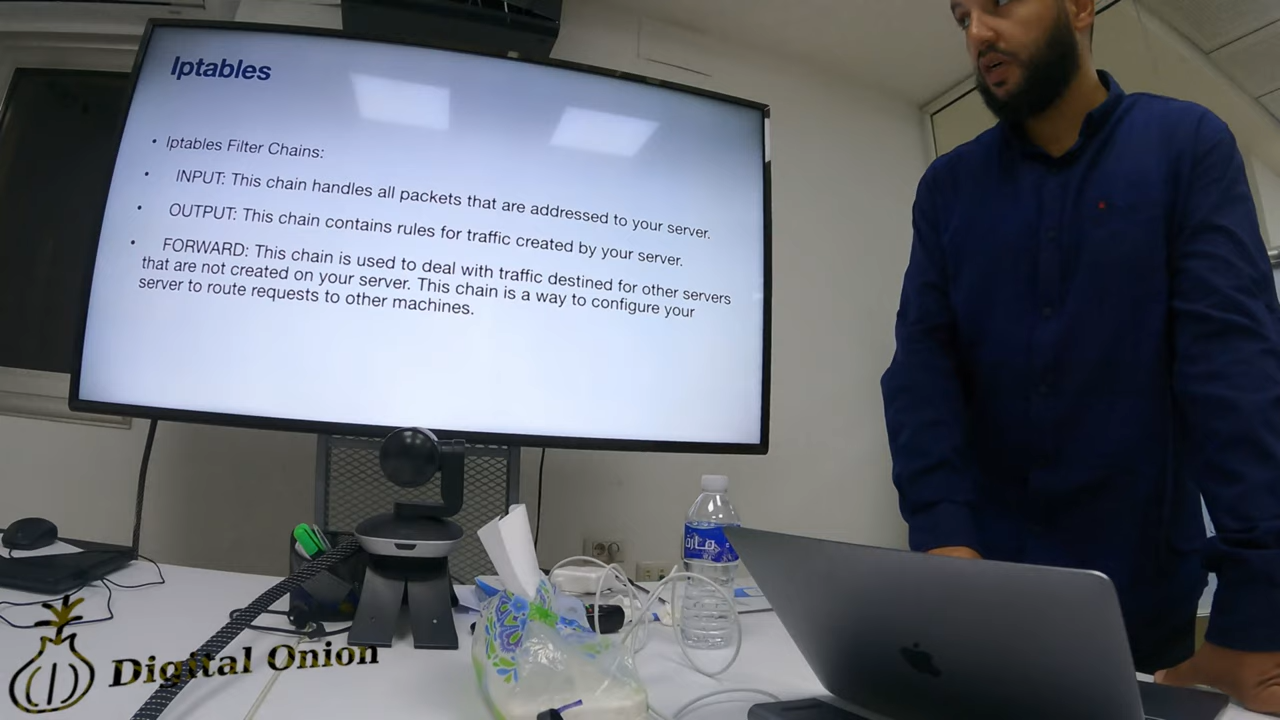 Iptables
• Iptables Filter Chains:
• INPUT: This chain handles all packets that are addressed to your server.
• OUTPUT: This chain contains rules for traffic created by your server.
• FORWARD: This chain is used to deal with traffic destined for other servers
that are not created on your server. This chain is a way to configure your
server to route requests to other machines.
Digital Onion